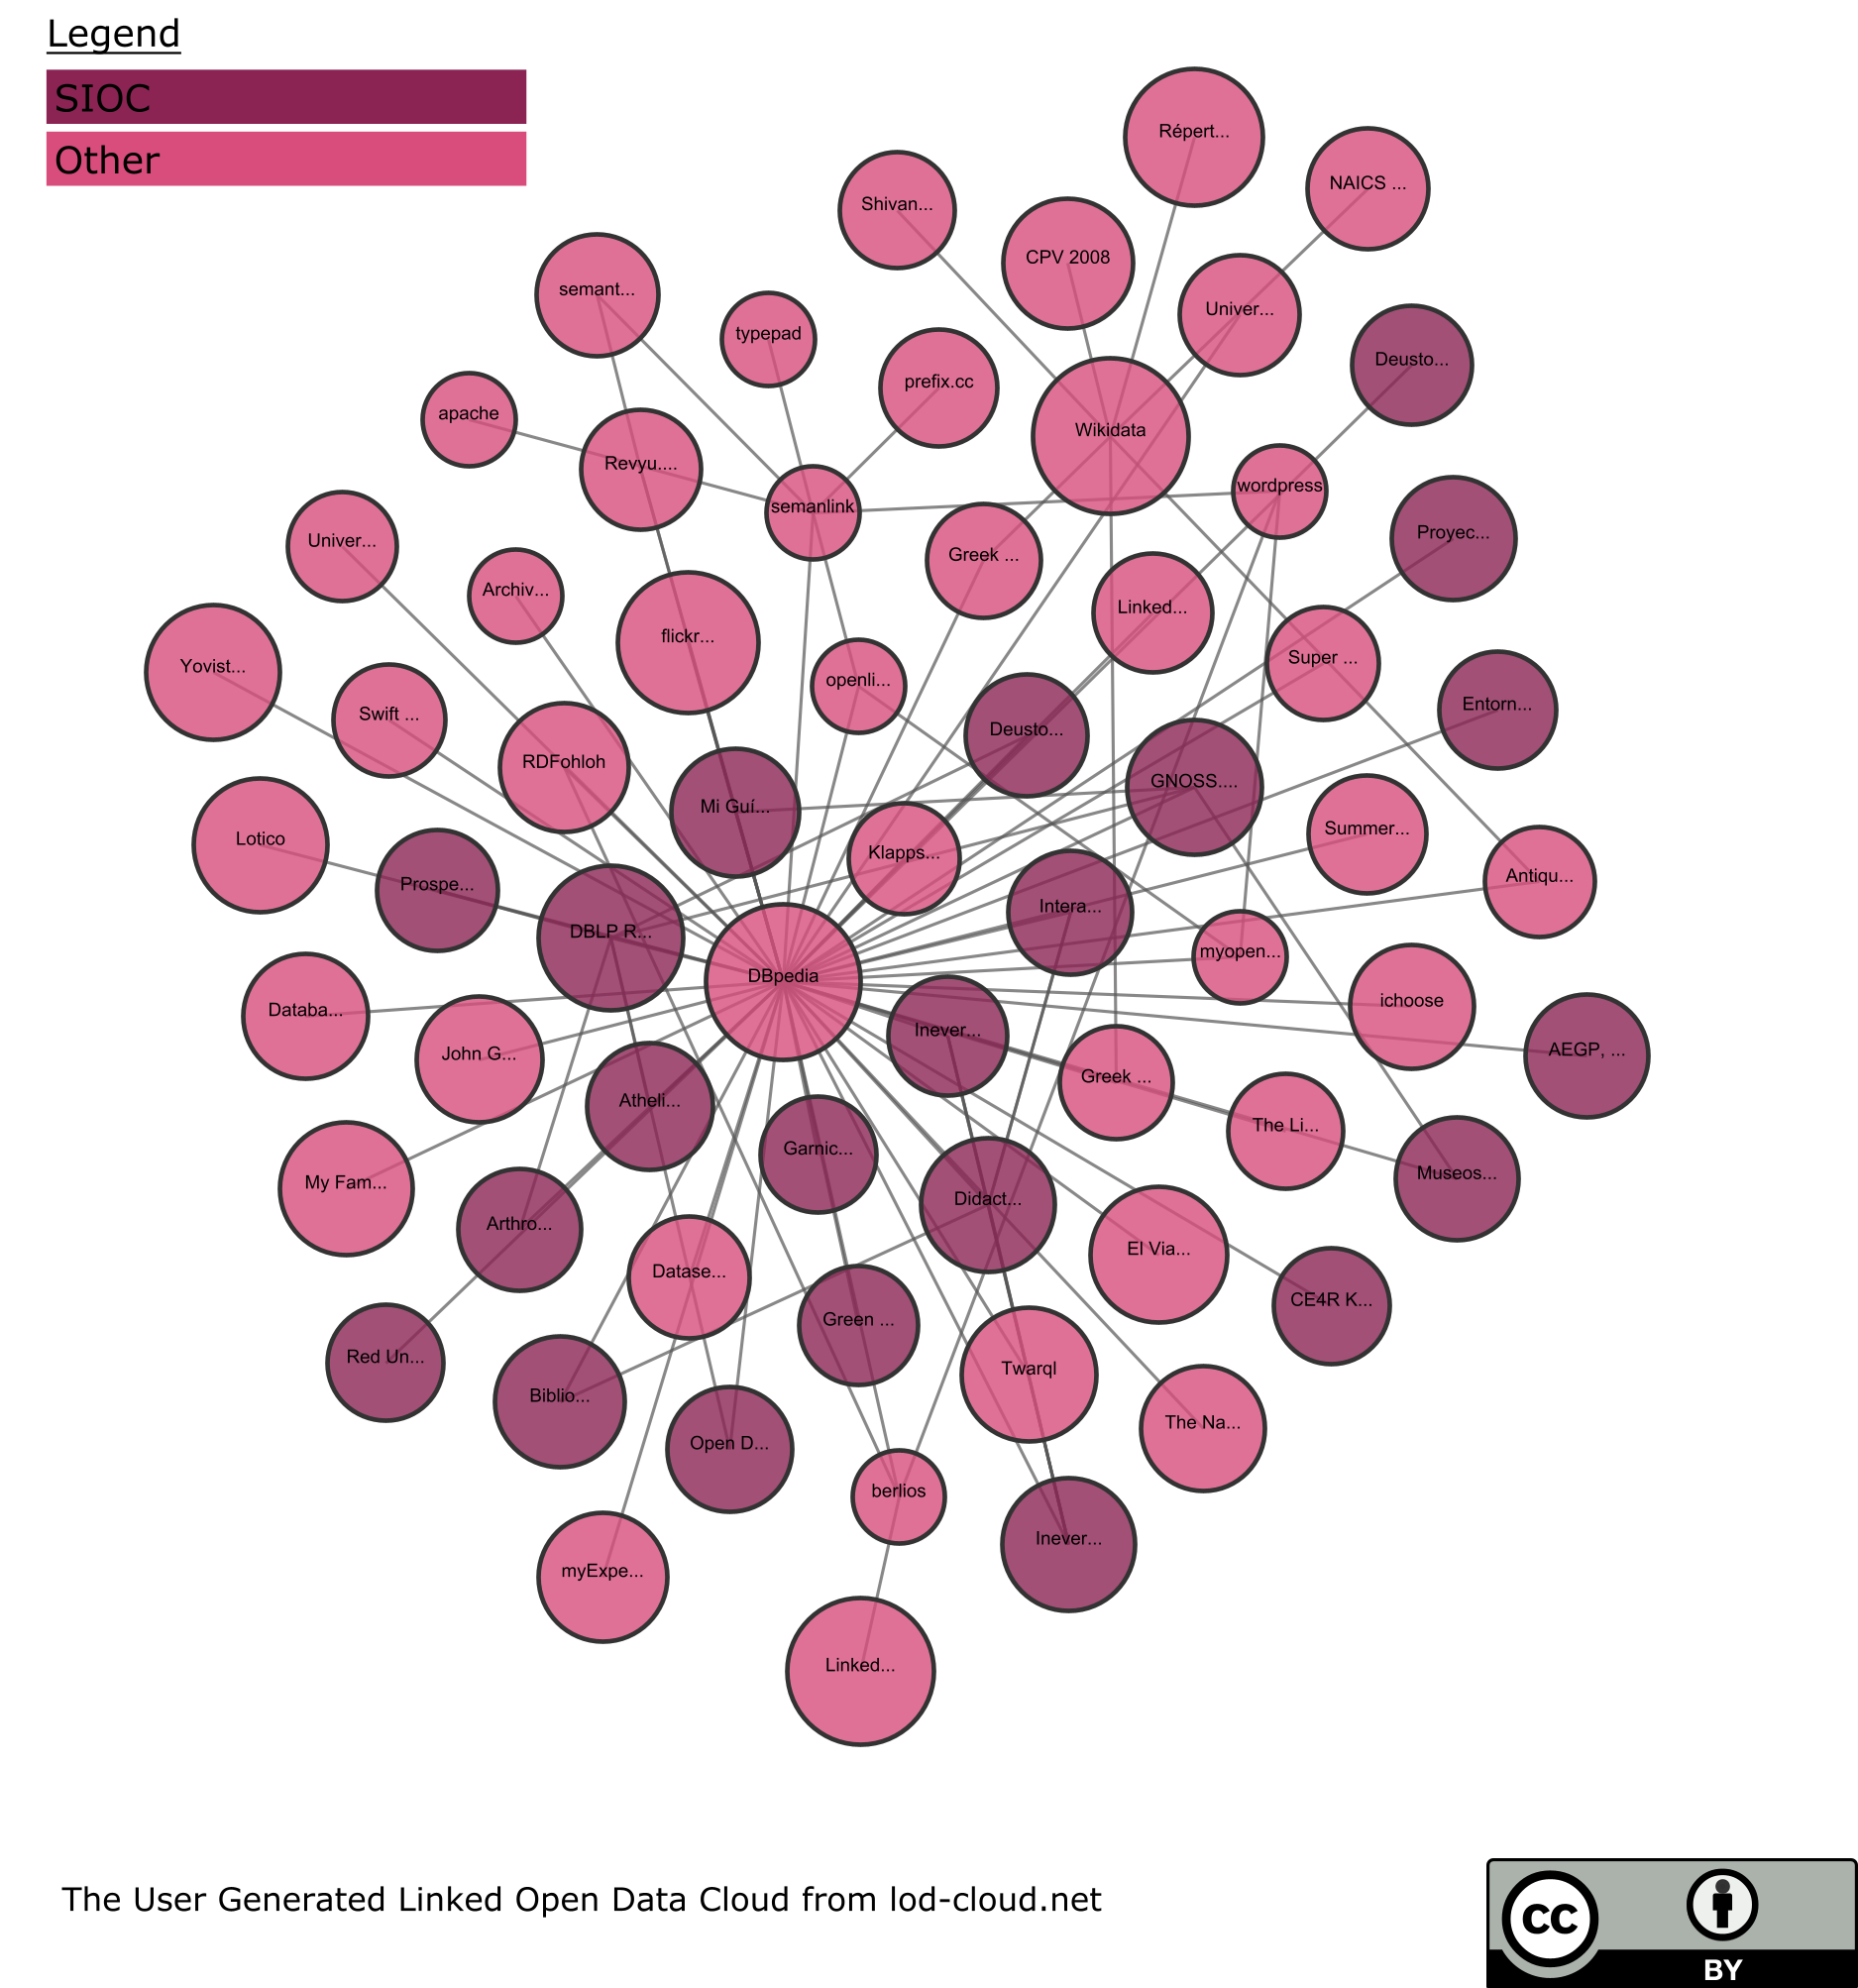 Legend
SIOC
Other
Répert...
NAICS ...
Shivan...
CPV 2008
semant...
Univer...
typepad
Deusto...
prefix.cc
apache
Wikidata
Revyu....
wordpress
semanlink
Proyec...
Univer...
Greek ...
Archiv...
Linked...
flickr...
Super ...
Yovist...
openli...
Entorn...
Swift ...
Deusto...
RDFohloh
GNOSS....
Mi Guí...
Summer...
Lotico
Klapps...
Antiqu...
Prospe...
Intera...
DBLP R...
myopen...
DBpedia
ichoose
Databa...
Inever...
AEGP, ...
John G...
Greek ...
Atheli...
The Li...
Garnic...
Museos...
My Fam...
Didact...
Arthro...
El Via...
Datase...
CE4R K...
Green ...
Red Un...
Twarql
Biblio...
The Na...
Open D...
berlios
Inever...
myExpe...
Linked...
The User Generated Linked Open Data Cloud from lod-cloud.net
cc
BY